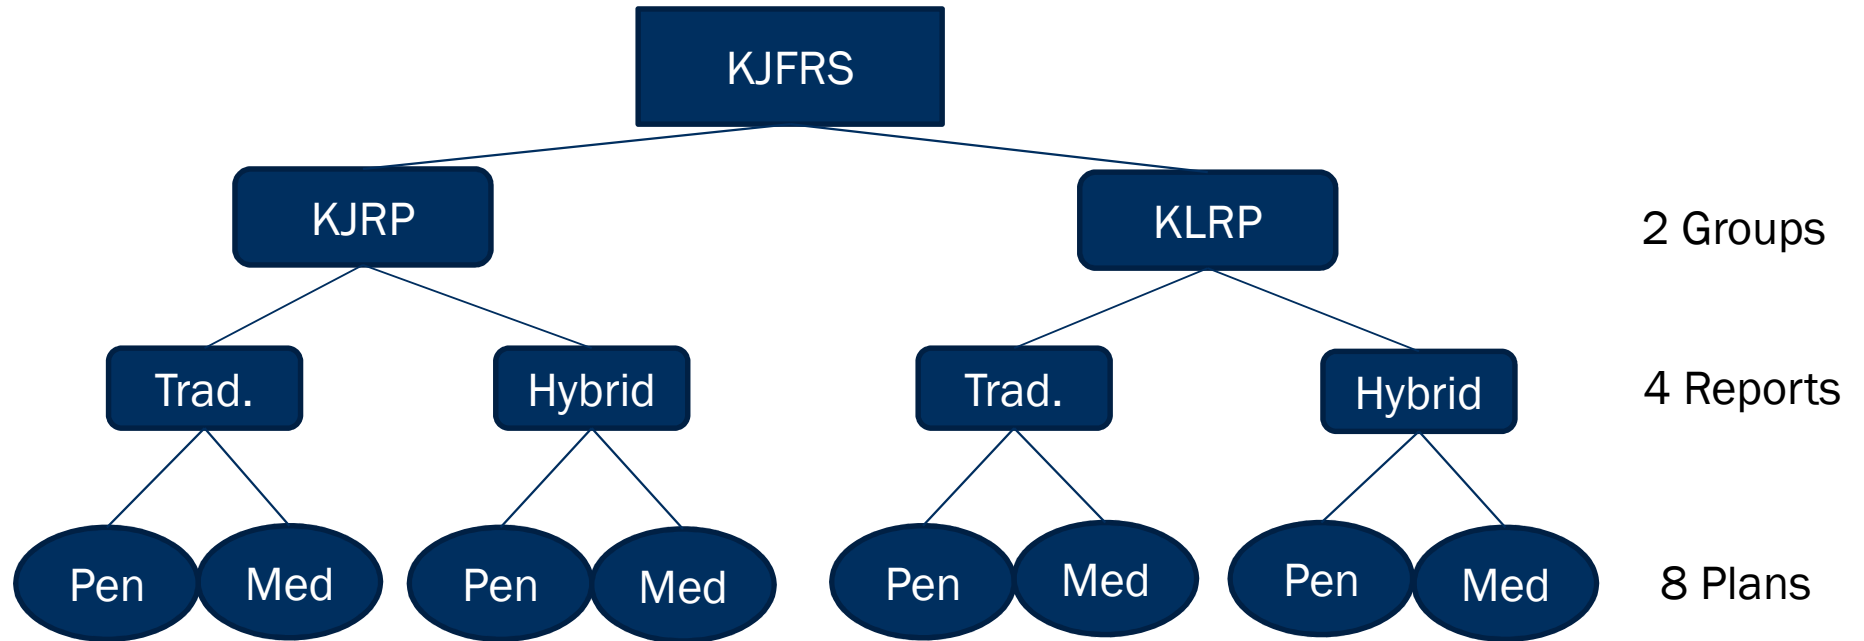 KJFRS
KJRP
KLRP
2 Groups
Trad.
Hybrid
Trad.
Hybrid
4 Reports
Pen
Med
Pen
Med
Pen
Med
Pen
Med
8 Plans